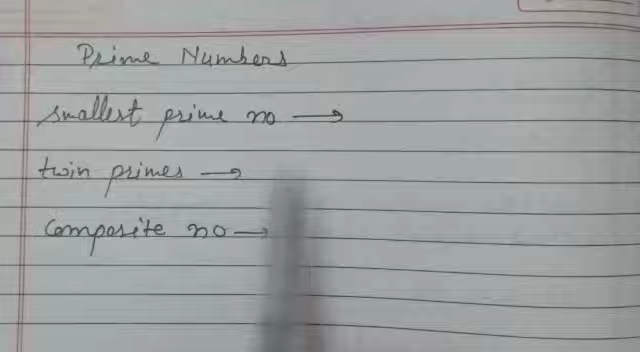 Prime Numbers
smallest prime no →
twin primes →
Composite no →